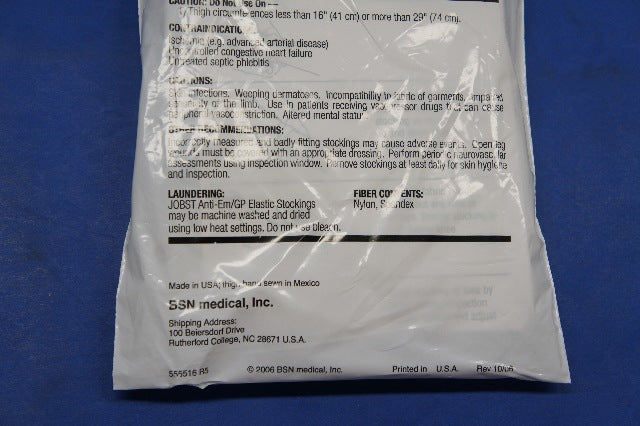 CAUTION: Do Not Use On —
Thigh circumferences less than 16" (41 cm) or more than 29" (74 cm).
CONTRAINDICATIO
Ischemia (e.g. advanced arterial disease)
Uncontrolled congestive heart failure
Untreated septic phlebitis
CAUTIONS:
Skin infections. Weeping dermatoses. Incompatibility to fabric of garments. Impaired
sensitivity of the limb. Use in patients receiving vasopressor drugs that can cause
peripheral vasoconstriction. Altered mental status
OTHER RECOMMENDATIONS:
Incorrectly measured and badly fitting stockings may cause adverse events. Open leg
wounds must be covered with an appropriate dressing. Perform periodic neurovascular
assessments using inspection window. Remove stockings at least daily for skin hygiene
and inspection.
LAUNDERING: FIBER CONTENTS:
JOBST Anti-Em/GP Elastic Stockings Nylon, Spandex
may be machine washed and dried
using low heat settings. Do not use bleach.
Made in USA; thigh band sewn in Mexico
BSN medical, Inc.
Shipping Address:
100 Beiersdorf Drive
Rutherford College, NC 28671 U.S.A.
555516 R5 © 2006 BSN medical, Inc. Printed in U.S.A. Rev 10/06